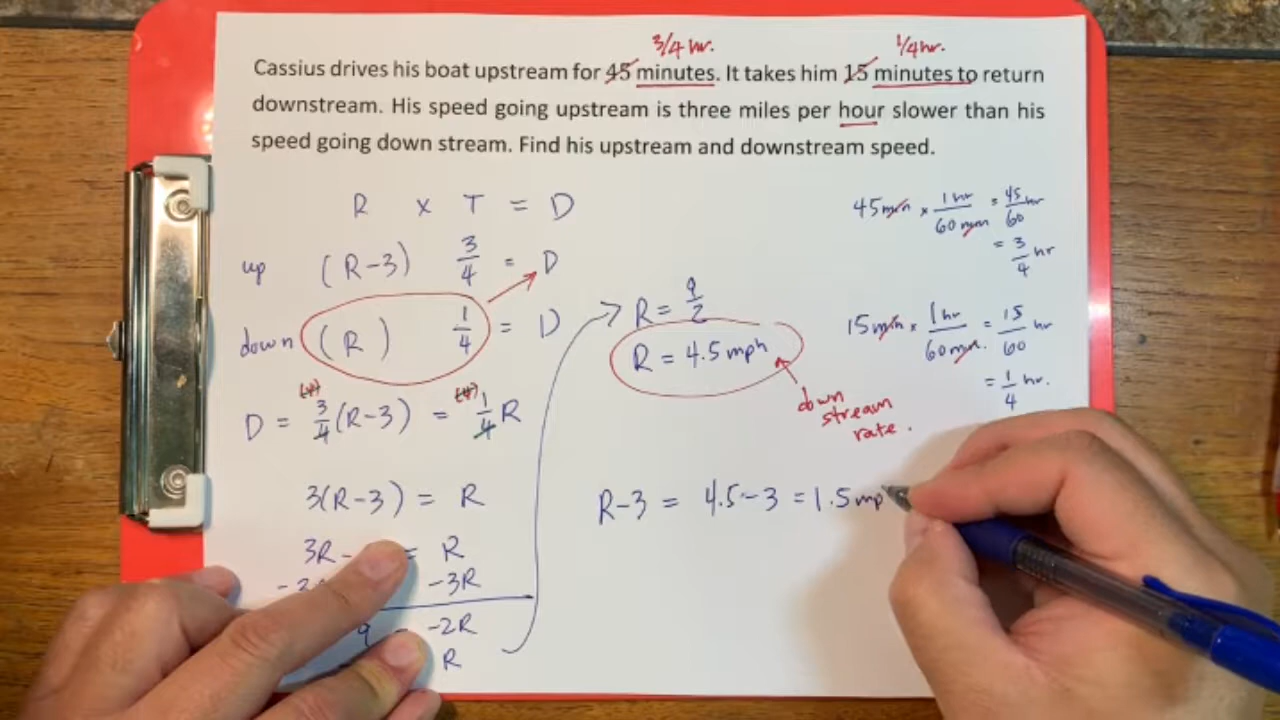 3/4 hr.
1/4 hr.
Cassius drives his boat upstream for 45 minutes. It takes him 15 minutes to return
downstream. His speed going upstream is three miles per hour slower than his
speed going down stream. Find his upstream and downstream speed.
R x T = D
up (R-3) 3/4 = D
down (R) 1/4 = D
(4) (4)
D = 3/4 (R-3) = 1/4 R
3(R-3) = R
3R - = R
-3R
9 -2R
R
R = 9/2
R = 4.5 mph
down
stream
rate.
R-3 = 4.5-3 = 1.5 mp
45 min x 1 hr/60 min = 45/60 hr
= 3/4 hr
15 min x 1 hr/60 min. = 15/60 hr
= 1/4 hr.